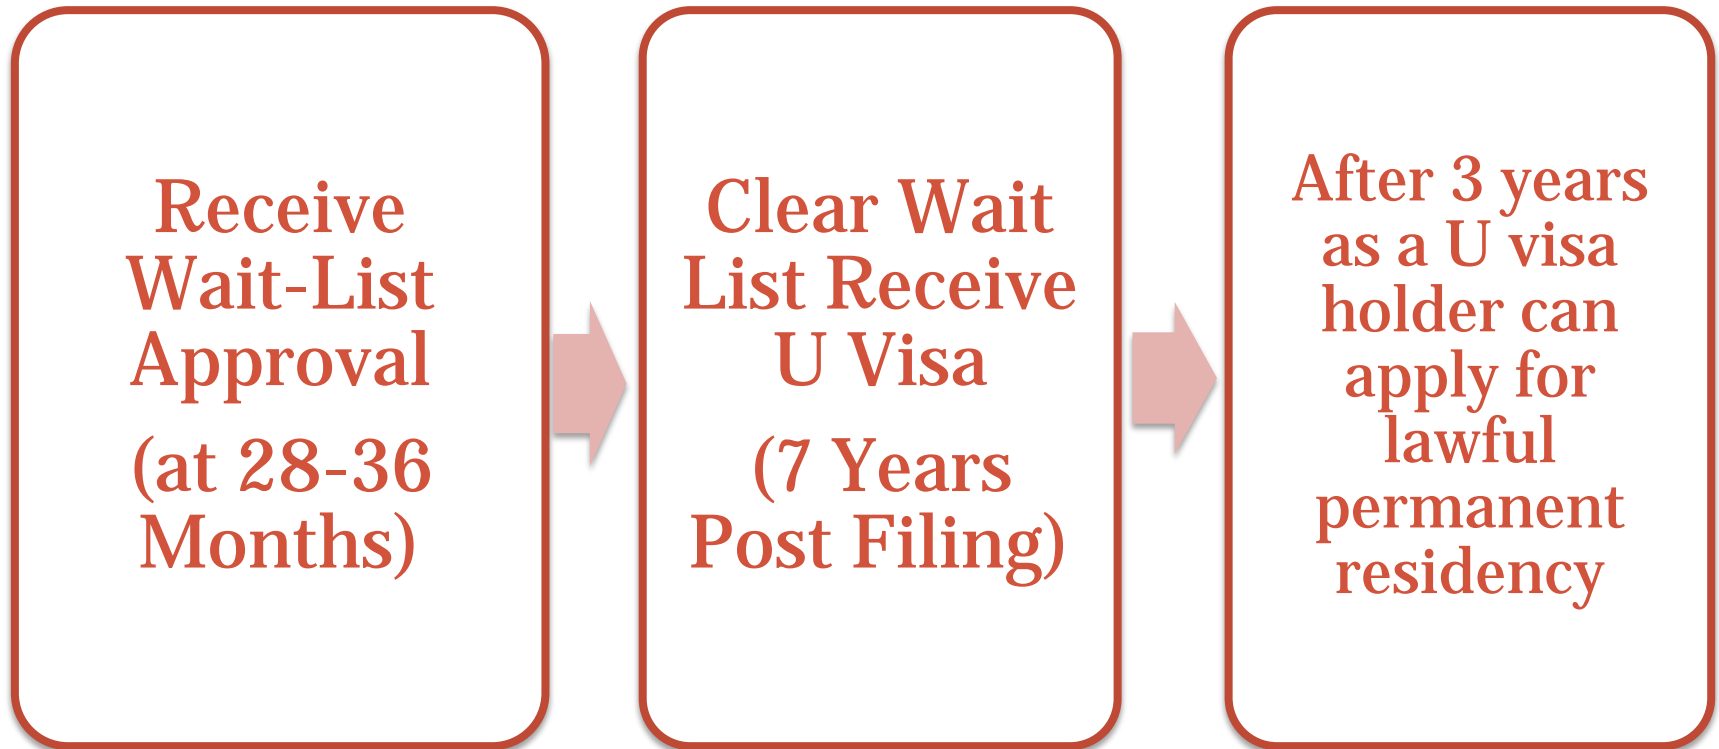 Receive
Wait-List
Approval
(at 28-36
Months)
Clear Wait
List Receive
U Visa
(7 Years
Post Filing)
After 3 years
as a U visa
holder can
apply for
lawful
permanent
residency